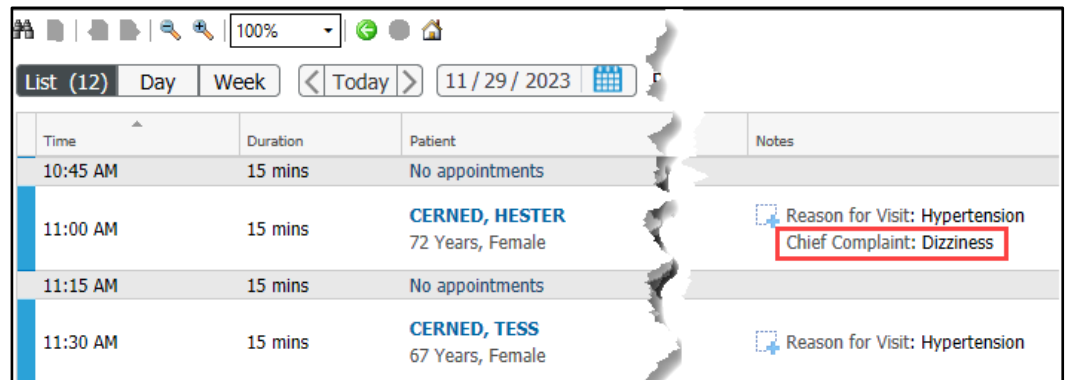 100%
List (12) Day Week Today 11/29/2023
Time Duration Patient Notes
10:45 AM 15 mins No appointments
11:00 AM 15 mins CERNED, HESTER Reason for Visit: Hypertension
72 Years, Female Chief Complaint: Dizziness
11:15 AM 15 mins No appointments
11:30 AM 15 mins CERNED, TESS Reason for Visit: Hypertension
67 Years, Female